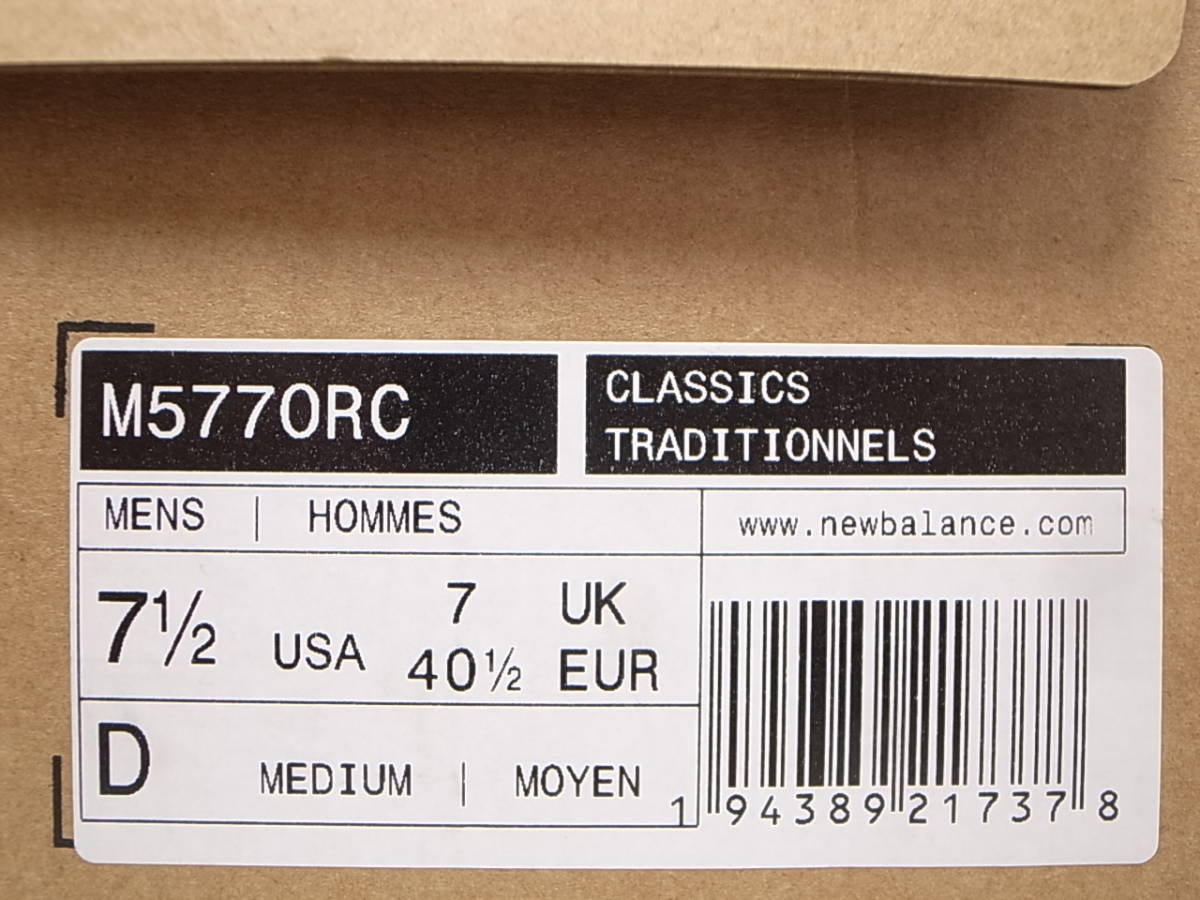 M577ORC
CLASSICS
TRADITIONNELS
MENS | HOMMES
www.newbalance.com
7½ USA
7 UK
40½ EUR
D MEDIUM | MOYEN
1 94389 21737 8